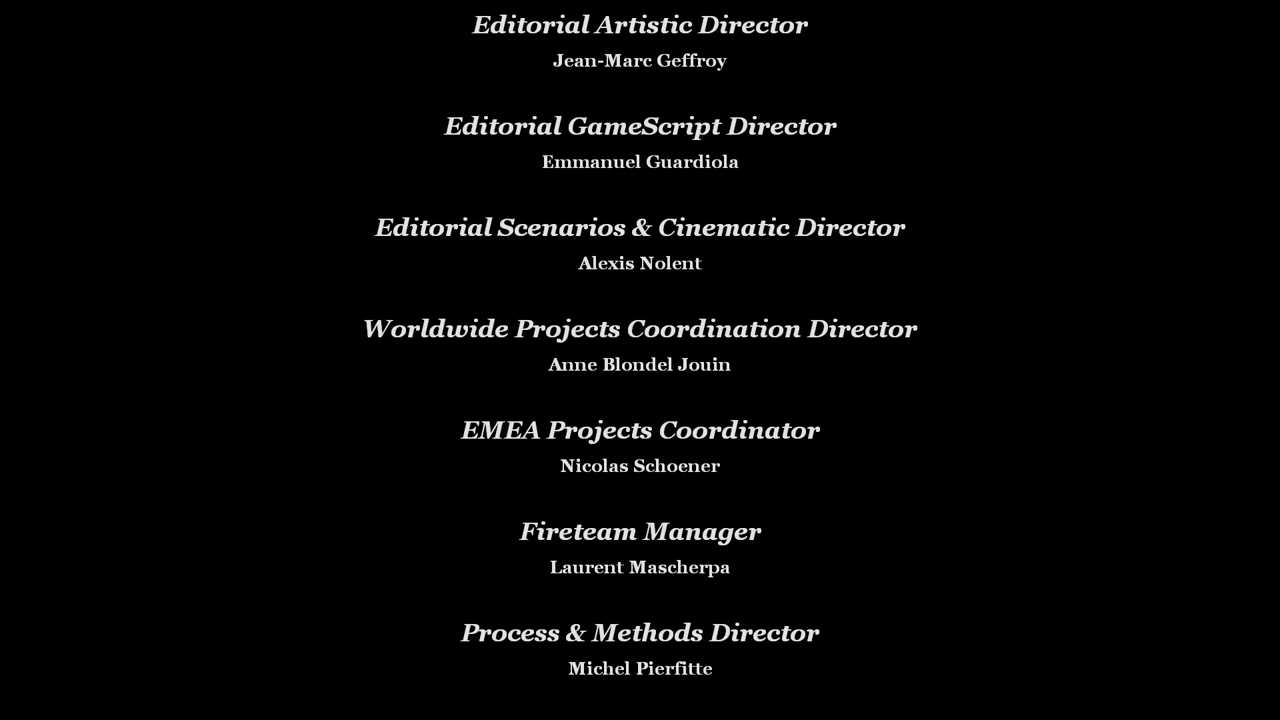 Editorial Artistic Director
Jean-Marc Geffroy
Editorial GameScript Director
Emmanuel Guardiola
Editorial Scenarios & Cinematic Director
Alexis Nolent
Worldwide Projects Coordination Director
Anne Blondel Jouin
EMEA Projects Coordinator
Nicolas Schoener
Fireteam Manager
Laurent Mascherpa
Process & Methods Director
Michel Pierfitte